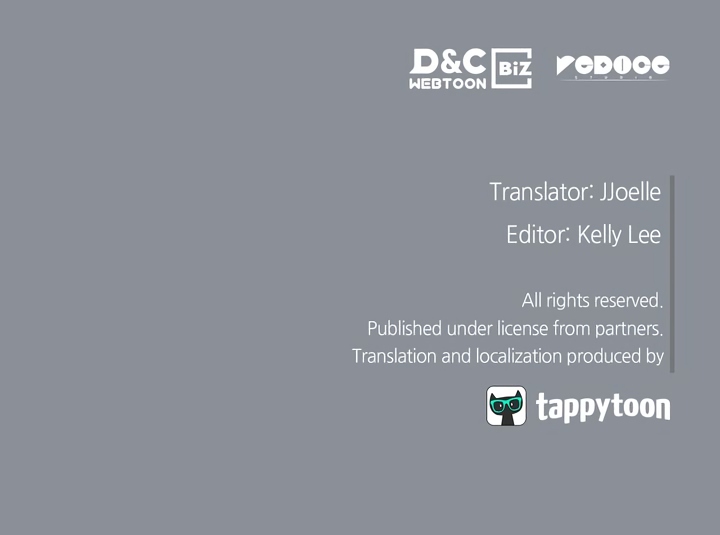 D&C BiZ
WEBTOON
REDICE
STUDIO
Translator: JJoelle
Editor: Kelly Lee
All rights reserved.
Published under license from partners.
Translation and localization produced by
tappytoon